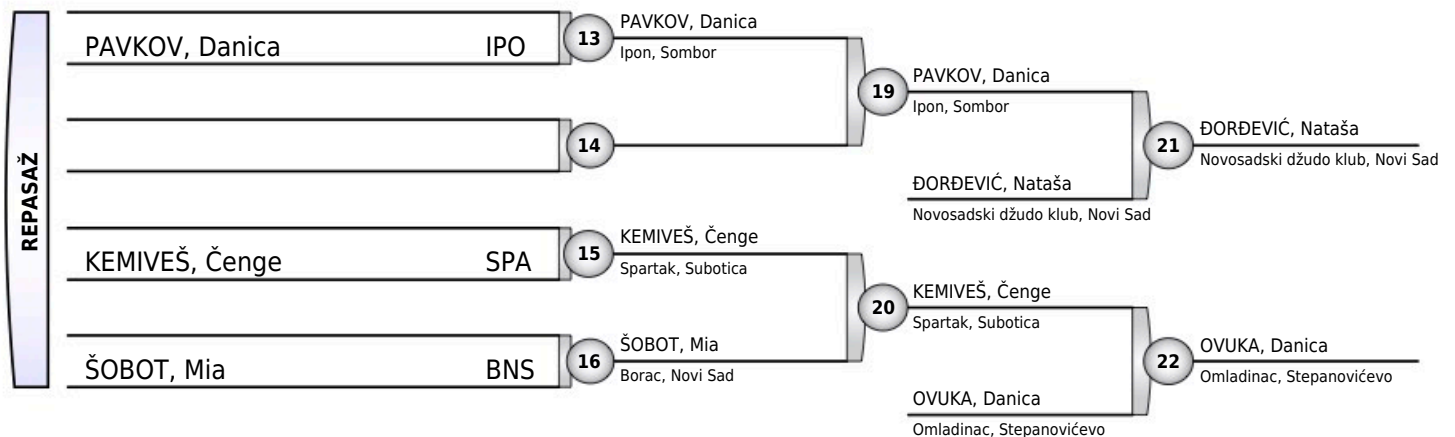 REPASAŽ
PAVKOV, Danica IPO
13
PAVKOV, Danica
Ipon, Sombor
14
19
PAVKOV, Danica
Ipon, Sombor
ĐORĐEVIĆ, Nataša
Novosadski džudo klub, Novi Sad
21
ĐORĐEVIĆ, Nataša
Novosadski džudo klub, Novi Sad
KEMIVEŠ, Čenge SPA
15
KEMIVEŠ, Čenge
Spartak, Subotica
ŠOBOT, Mia BNS
16
ŠOBOT, Mia
Borac, Novi Sad
20
KEMIVEŠ, Čenge
Spartak, Subotica
OVUKA, Danica
Omladinac, Stepanovićevo
22
OVUKA, Danica
Omladinac, Stepanovićevo